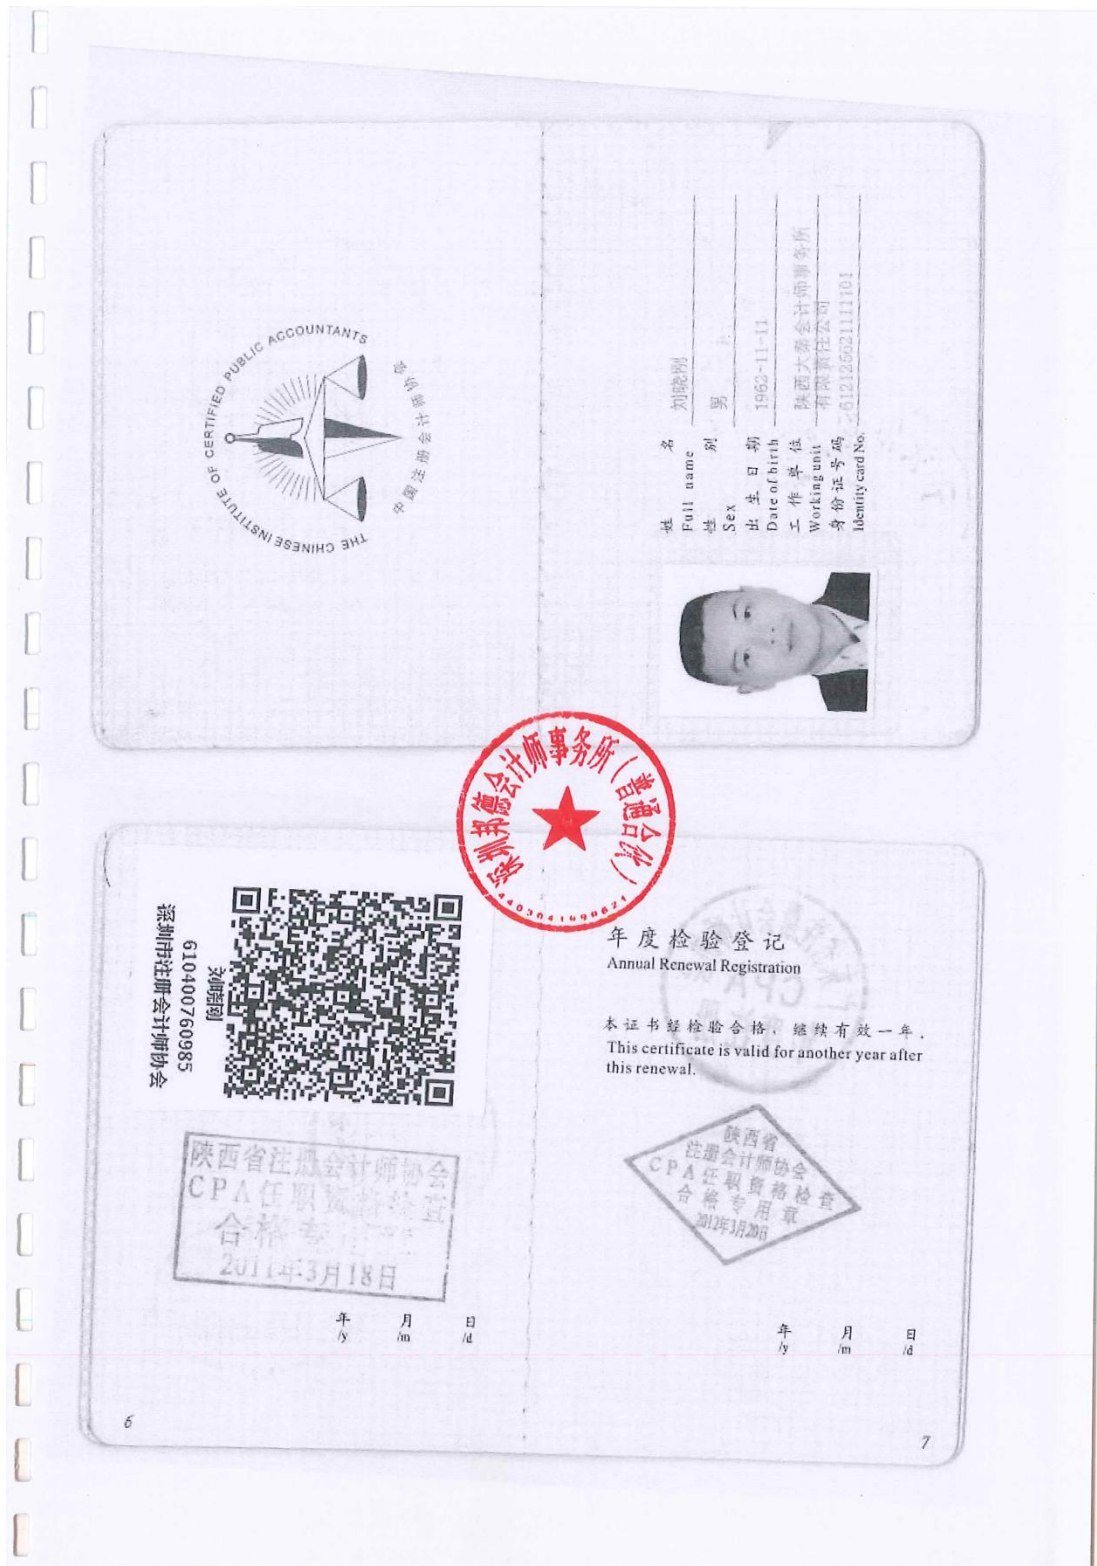 THE CHINESE INSTITUTE OF CERTIFIED PUBLIC ACCOUNTANTS
中国注册会计师协会
姓 名
Full name
刘晓刚
性 别
Sex
男
出 生 日 期
Date of birth
1962-11-11
工 作 单 位
Working unit
陕西大秦会计师事务所
有限责任公司
身 份 证 号 码
Identity card No.
深圳邦德会计师事务所（普通合伙）
刘晓刚
610400760985
深圳市注册会计师协会
陕西省注册会计师协会
CPA任职资格检查
合格专
2011年3月18日
年 月 日
/y /m /d
6
年度检验登记
Annual Renewal Registration
本证书经检验合格，继续有效一年．
This certificate is valid for another year after
this renewal.
CPA
陕西省
注册会计师协会
CPA任职资格检查
合格专用章
2012年3月20日
年 月 日
/y /m /d
7